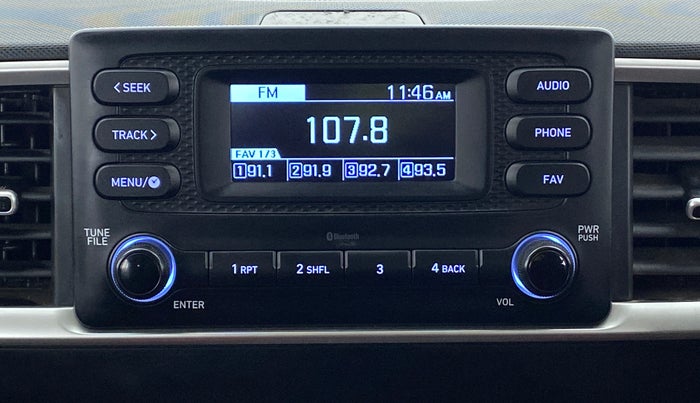 < SEEK
TRACK >
MENU/
FM
11:46 AM
107.8
FAV 1/3
1 91.1 2 91.9 3 92.7 4 93.5
AUDIO
PHONE
FAV
TUNE
FILE
ENTER
Bluetooth
1 RPT
2 SHFL
3
4 BACK
VOL
PWR
PUSH